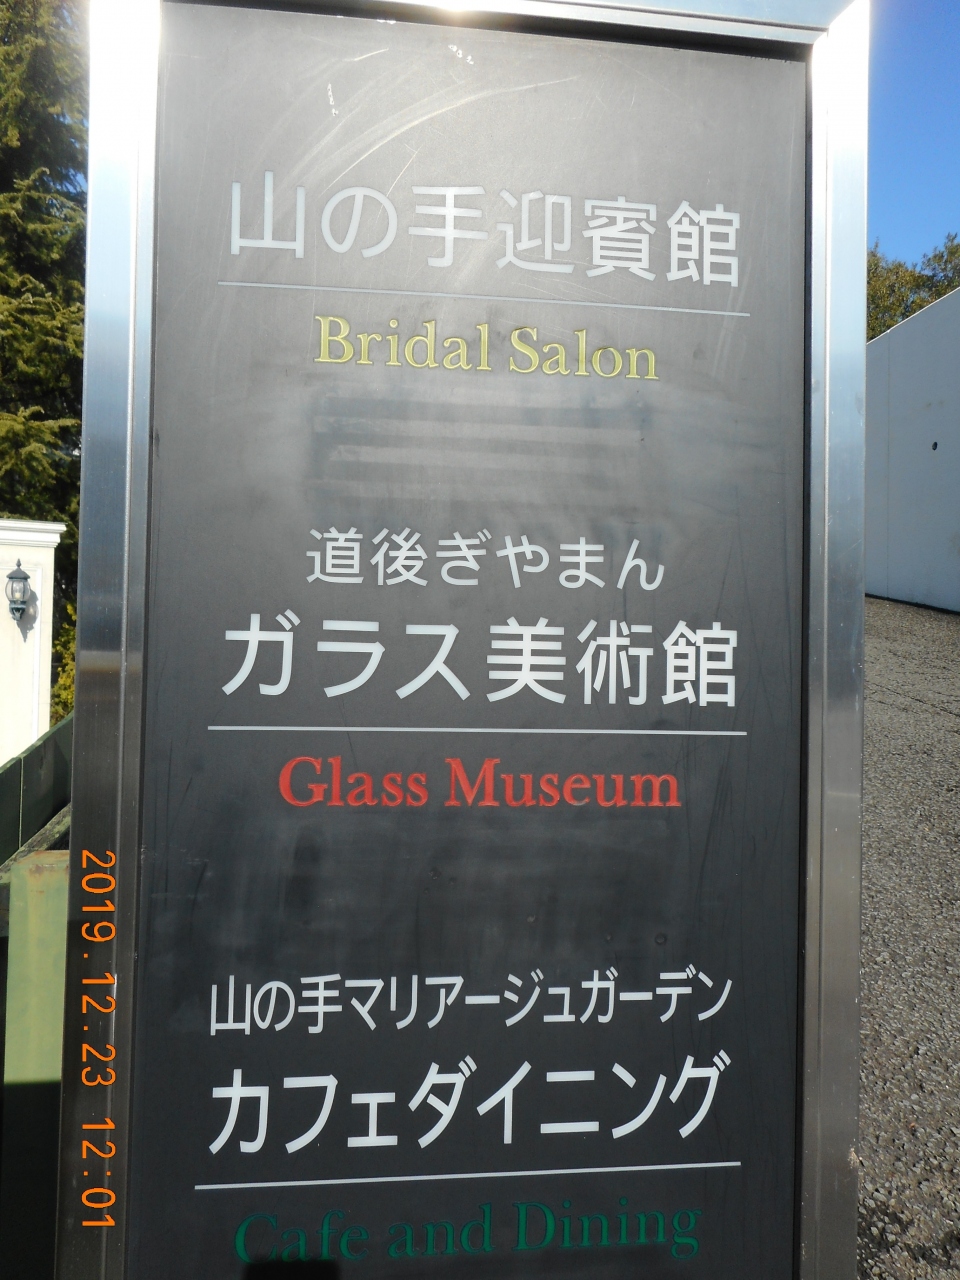 山の手迎賓館
Bridal Salon
道後ぎやまん
ガラス美術館
Glass Museum
山の手マリアージュガーデン
カフェダイニング
Cafe and Dining
2019.12.23 12:01